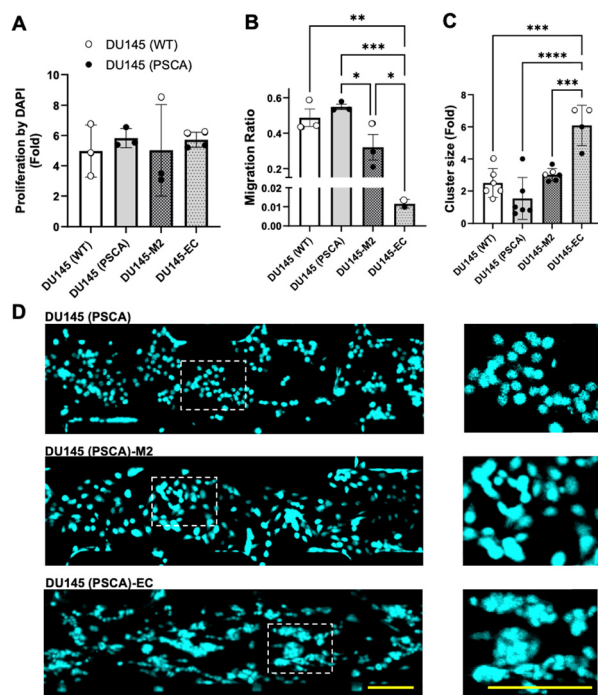 A
DU145 (WT)
DU145 (PSCA)
Proliferation by DAPI
(Fold)
10
8
6
4
2
0
DU145 (WT)
DU145 (PSCA)
DU145-M2
DU145-EC
B
**
***
*
*
Migration Ratio
0.6
0.4
0.2
0.02
0.01
0.00
DU145 (WT)
DU145 (PSCA)
DU145-M2
DU145-EC
C
***
****
***
Cluster size (Fold)
8
6
4
2
0
DU145 (WT)
DU145 (PSCA)
DU145-M2
DU145-EC
D
DU145 (PSCA)
DU145 (PSCA)-M2
DU145 (PSCA)-EC